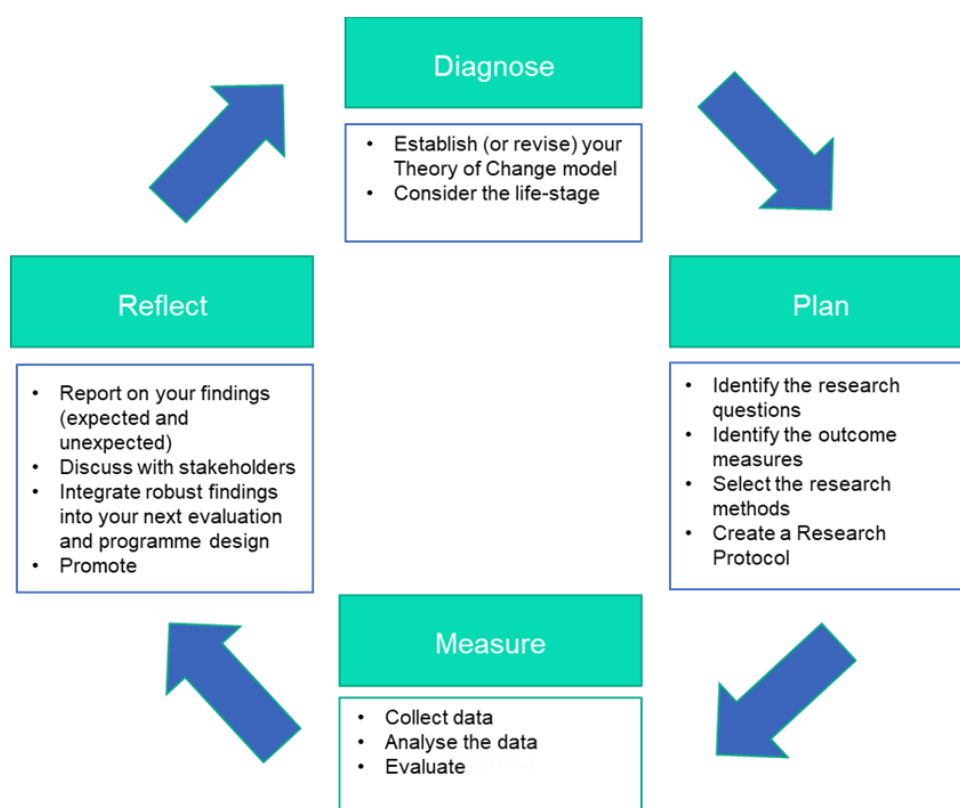 Diagnose
• Establish (or revise) your
Theory of Change model
• Consider the life-stage
Plan
• Identify the research
questions
• Identify the outcome
measures
• Select the research
methods
• Create a Research
Protocol
Measure
• Collect data
• Analyse the data
• Evaluate
Reflect
• Report on your findings
(expected and
unexpected)
• Discuss with stakeholders
• Integrate robust findings
into your next evaluation
and programme design
• Promote